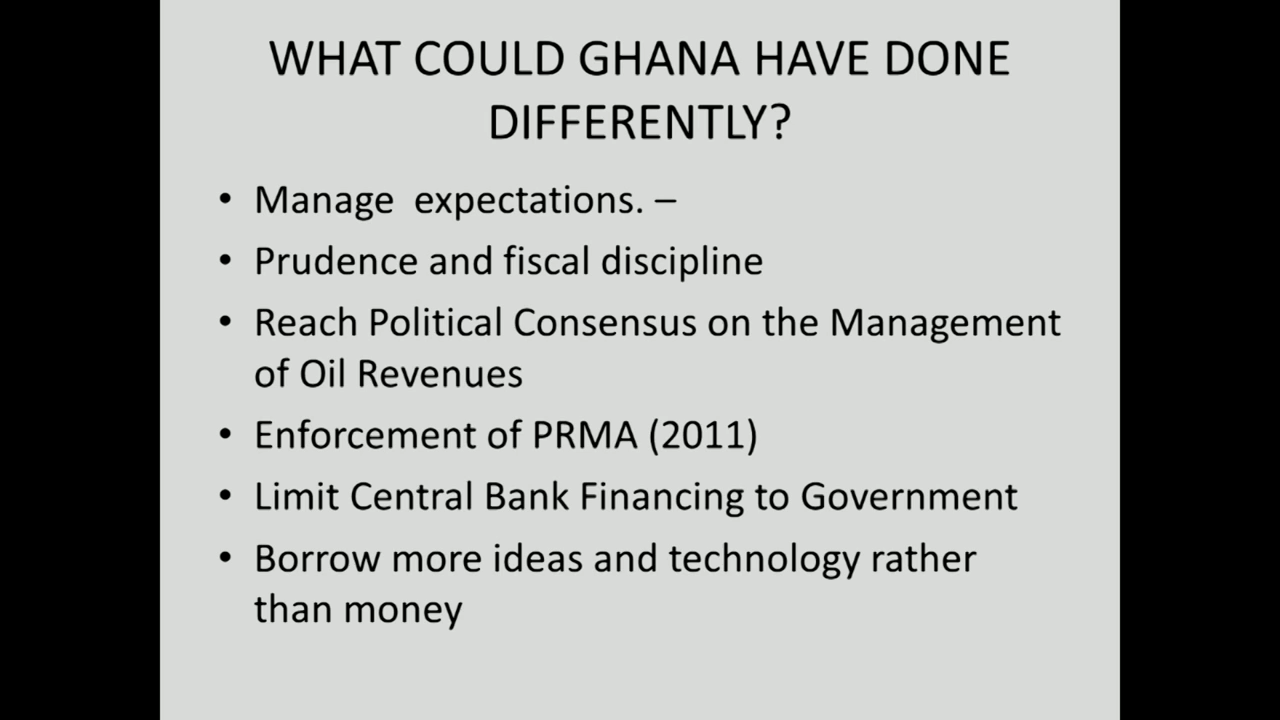 WHAT COULD GHANA HAVE DONE
DIFFERENTLY?
• Manage  expectations. –
• Prudence and fiscal discipline
• Reach Political Consensus on the Management
of Oil Revenues
• Enforcement of PRMA (2011)
• Limit Central Bank Financing to Government
• Borrow more ideas and technology rather
than money